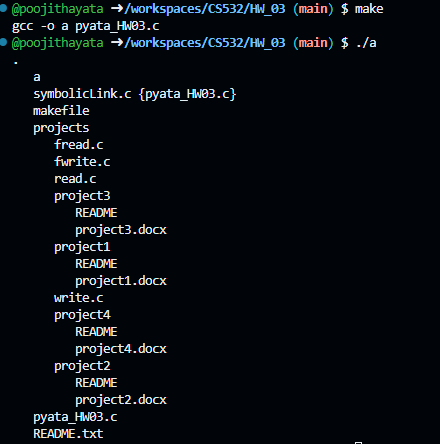 @poojithayata ➜/workspaces/CS532/HW_03 (main) $ make
gcc -o a pyata_HW03.c
@poojithayata ➜/workspaces/CS532/HW_03 (main) $ ./a
.
   a
   symbolicLink.c {pyata_HW03.c}
   makefile
   projects
      fread.c
      fwrite.c
      read.c
      project3
         README
         project3.docx
      project1
         README
         project1.docx
      write.c
      project4
         README
         project4.docx
      project2
         README
         project2.docx
   pyata_HW03.c
   README.txt